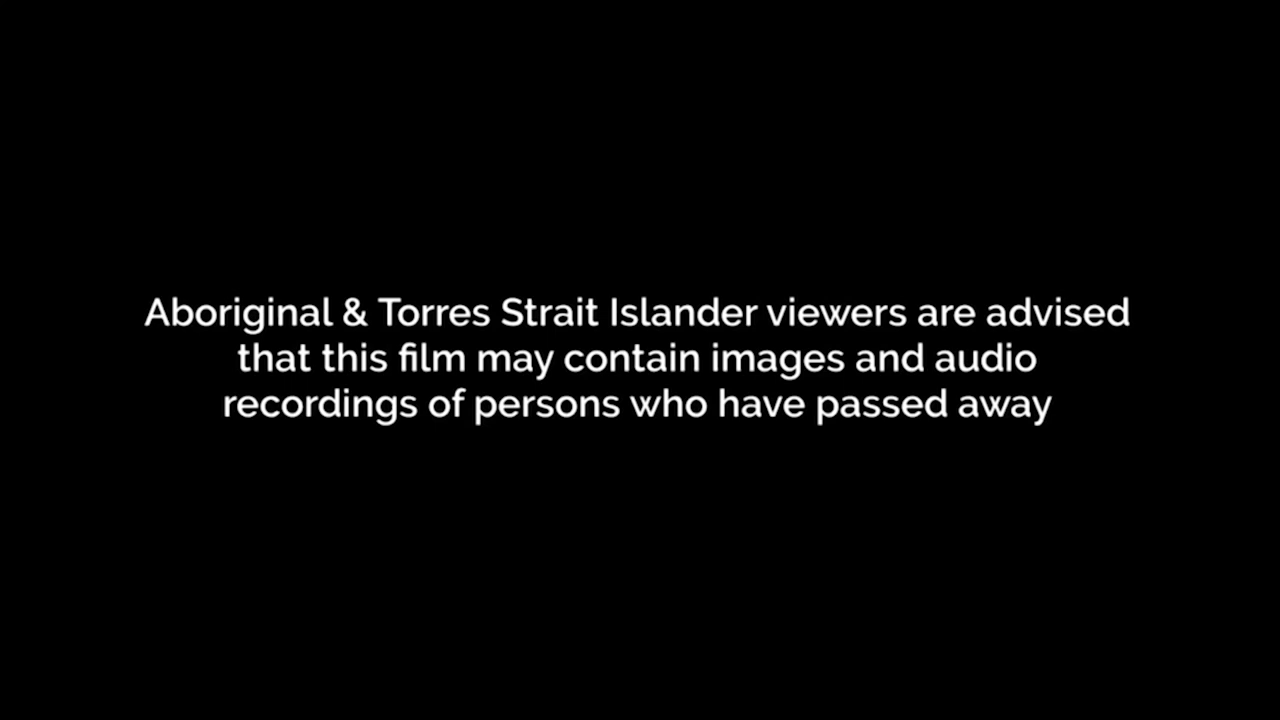 Aboriginal & Torres Strait Islander viewers are advised
that this film may contain images and audio
recordings of persons who have passed away